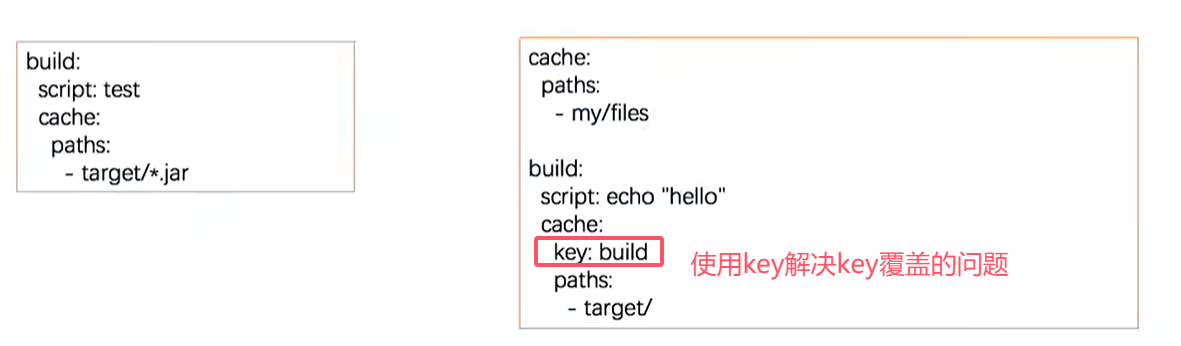 build:
script: test
cache:
paths:
- target/*.jar
cache:
paths:
- my/files
build:
script: echo "hello"
cache:
key: build
paths:
- target/
使用key解决key覆盖的问题